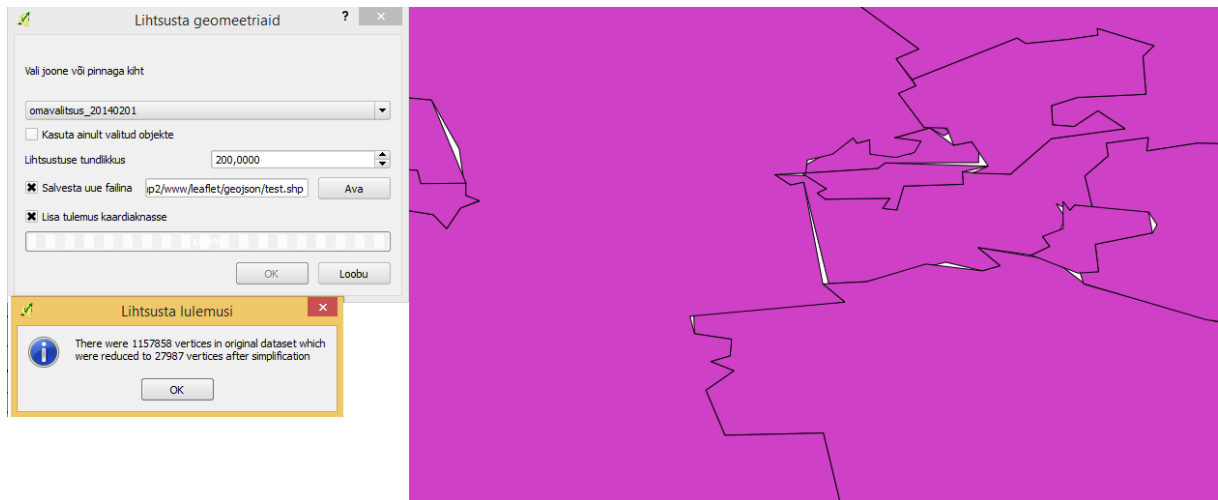 Lihtsusta geomeetriaid
?
Vali joone või pinnaga kiht
omavalitsus_20140201
Kasuta ainult valitud objekte
Lihtsustuse tundlikkus
200,0000
Salvesta uue failina
ıp2/www/leaflet/geojson/test.shp
Ava
Lisa tulemus kaardiaknasse
OK
Loobu
Lihtsusta lulemusi
There were 1157858 vertices in original dataset which
were reduced to 27987 vertices after simplification
OK